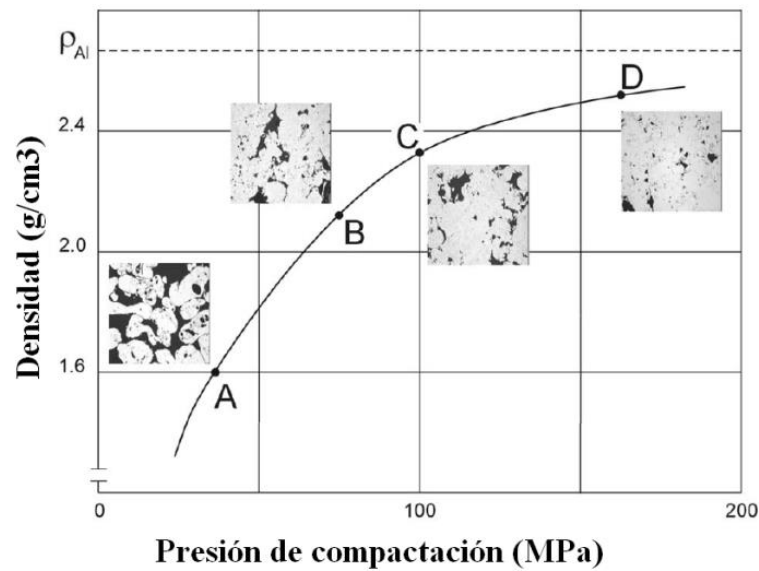 ρAl
D
2.4
C
B
2.0
1.6
A
0
100
200
Densidad (g/cm3)
Presión de compactación (MPa)